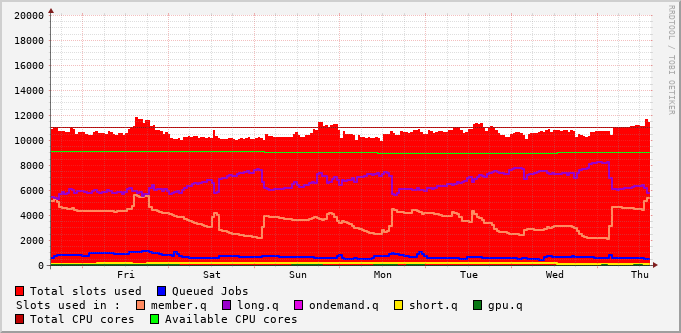 20000
18000
16000
14000
12000
10000
8000
6000
4000
2000
0
Fri Sat Sun Mon Tue Wed Thu
Total slots used Queued Jobs
Slots used in : member.q long.q ondemand.q short.q gpu.q
Total CPU cores Available CPU cores
RRDTOOL / TOBI OETIKER